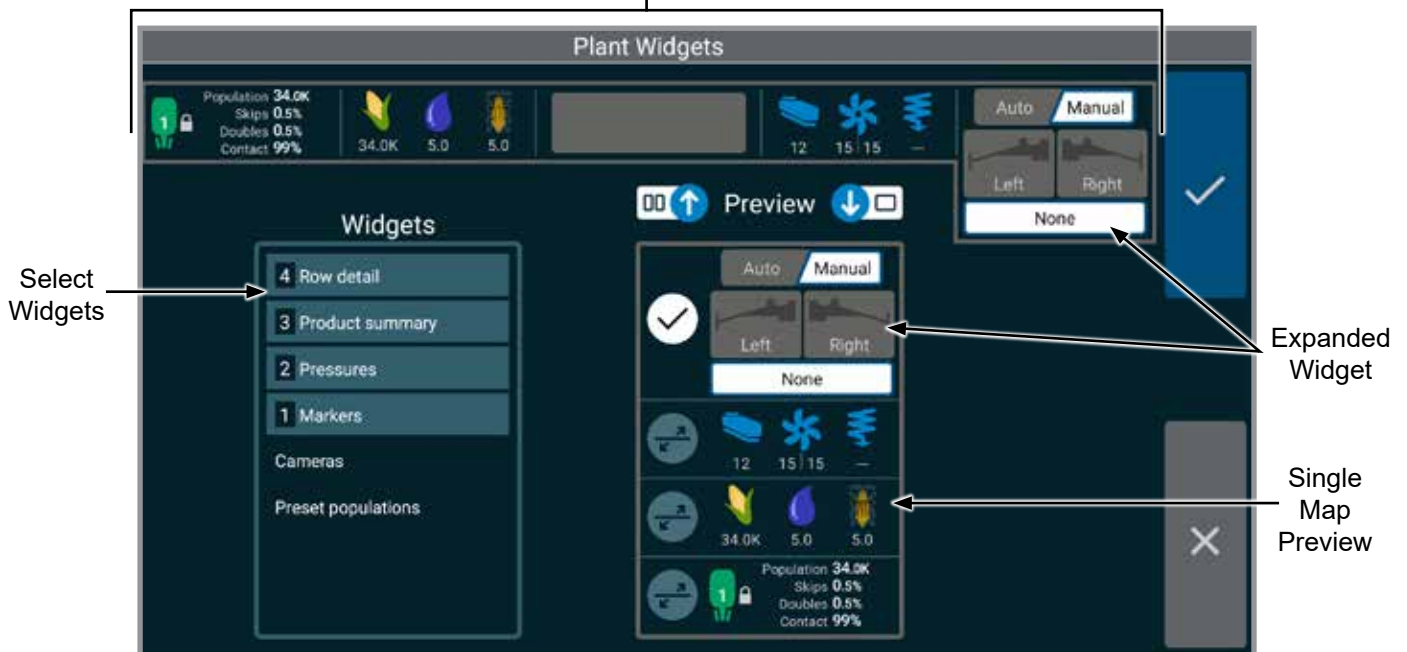 Plant Widgets
1
Population 34.0K
Skips 0.5%
Doubles 0.5%
Contact 99%
34.0K 5.0 5.0
12 15 15 —
Auto Manual
Left Right
None
Preview
Widgets
4 Row detail
3 Product summary
2 Pressures
1 Markers
Cameras
Preset populations
Auto Manual
Left Right
None
12 15 15 —
34.0K 5.0 5.0
1
Population 34.0K
Skips 0.5%
Doubles 0.5%
Contact 99%
Select
Widgets
Expanded
Widget
Single
Map
Preview